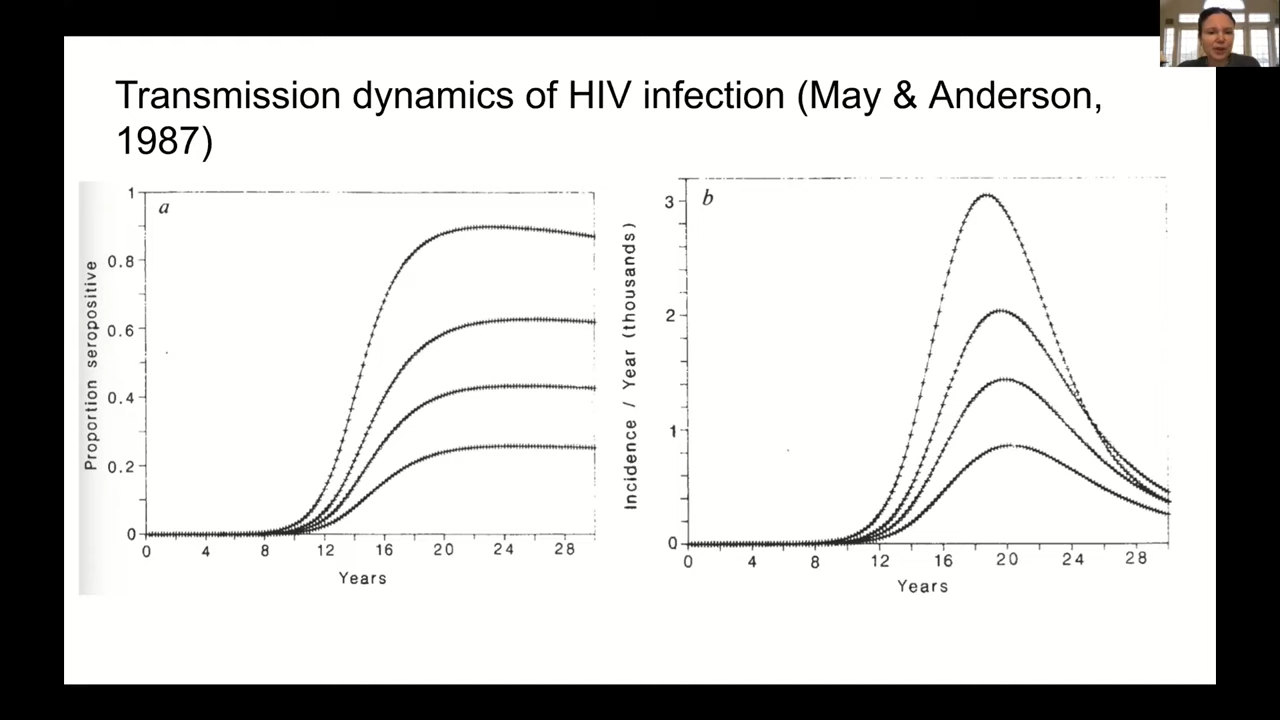 Transmission dynamics of HIV infection (May & Anderson,
1987)
a
Proportion seropositive
1
0.8
0.6
0.4
0.2
0
0 4 8 12 16 20 24 28
Years
b
Incidence / Year (thousands)
3
2
1
0
0 4 8 12 16 20 24 28
Years